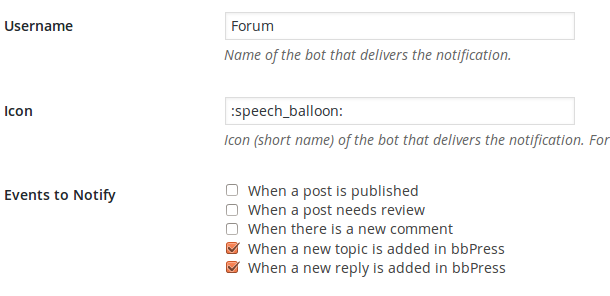 Username
Forum
Name of the bot that delivers the notification.
Icon
:speech_balloon:
Icon (short name) of the bot that delivers the notification. For
Events to Notify
When a post is published
When a post needs review
When there is a new comment
When a new topic is added in bbPress
When a new reply is added in bbPress